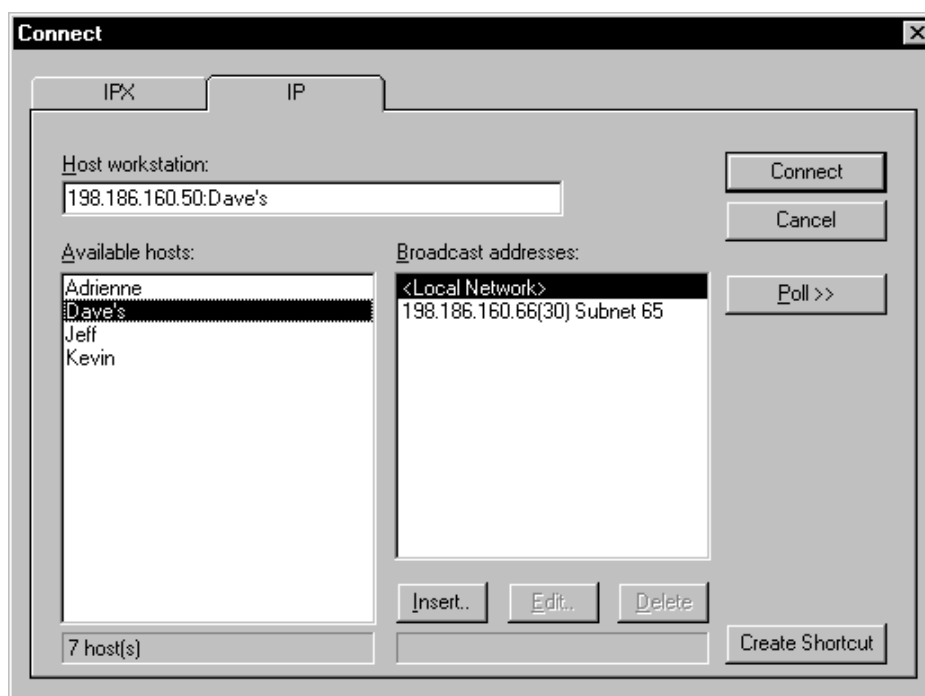 Connect
IPX
IP
Host workstation:
198.186.160.50:Dave's
Connect
Cancel
Available hosts:
Broadcast addresses:
Adrienne
Dave's
Jeff
Kevin
<Local Network>
198.186.160.66(30) Subnet 65
Poll >>
Insert..
Edit..
Delete
7 host(s)
Create Shortcut